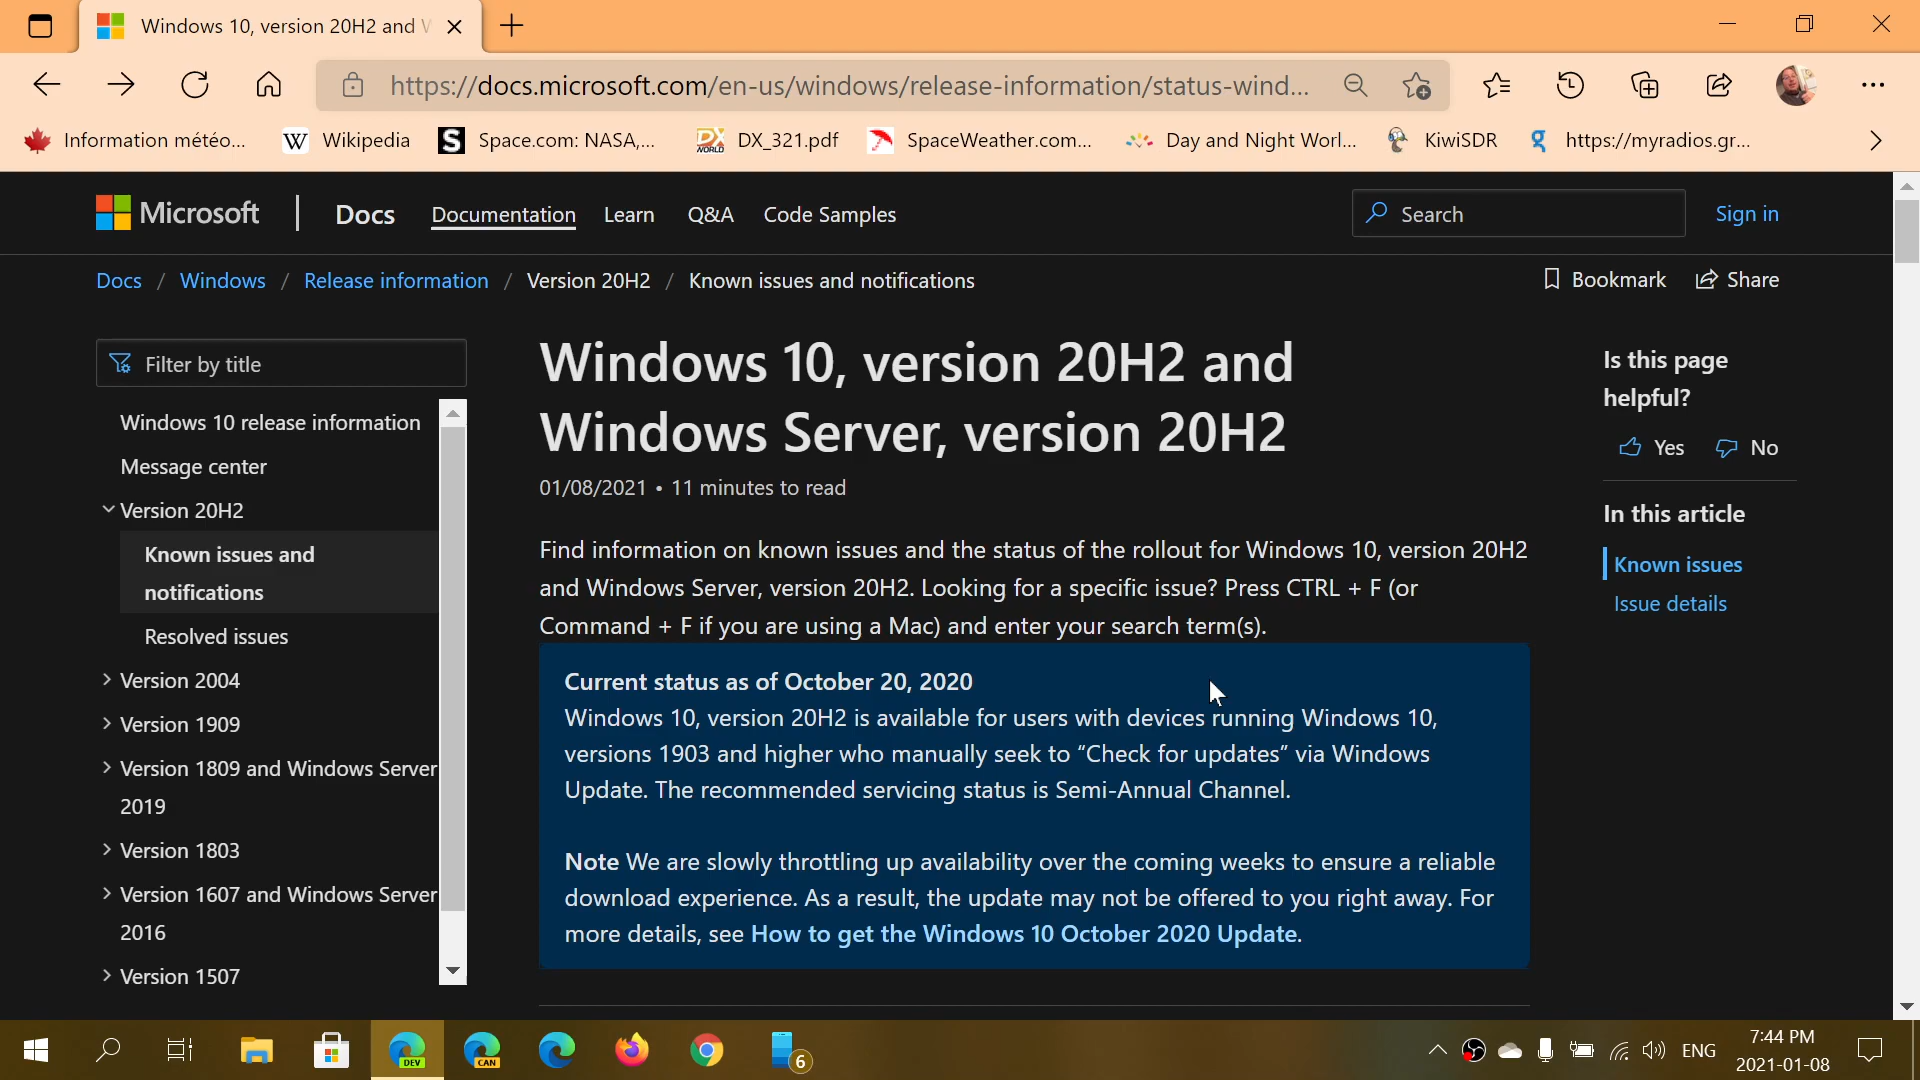 Windows 10, version 20H2 and W
https://docs.microsoft.com/en-us/windows/release-information/status-wind...
Information météo...
Wikipedia
Space.com: NASA,...
DX_321.pdf
SpaceWeather.com...
Day and Night Worl...
KiwiSDR
https://myradios.gr...
Microsoft
Docs
Documentation
Learn
Q&A
Code Samples
Search
Sign in
Docs / Windows / Release information / Version 20H2 / Known issues and notifications
Bookmark
Share
Filter by title
Windows 10 release information
Message center
Version 20H2
Known issues and
notifications
Resolved issues
Version 2004
Version 1909
Version 1809 and Windows Server
2019
Version 1803
Version 1607 and Windows Server
2016
Version 1507
Windows 10, version 20H2 and
Windows Server, version 20H2
01/08/2021 • 11 minutes to read
Find information on known issues and the status of the rollout for Windows 10, version 20H2
and Windows Server, version 20H2. Looking for a specific issue? Press CTRL + F (or
Command + F if you are using a Mac) and enter your search term(s).
Current status as of October 20, 2020
Windows 10, version 20H2 is available for users with devices running Windows 10,
versions 1903 and higher who manually seek to “Check for updates” via Windows
Update. The recommended servicing status is Semi-Annual Channel.
Note We are slowly throttling up availability over the coming weeks to ensure a reliable
download experience. As a result, the update may not be offered to you right away. For
more details, see How to get the Windows 10 October 2020 Update.
Is this page
helpful?
Yes
No
In this article
Known issues
Issue details
DEV
CAN
6
ENG
7:44 PM
2021-01-08